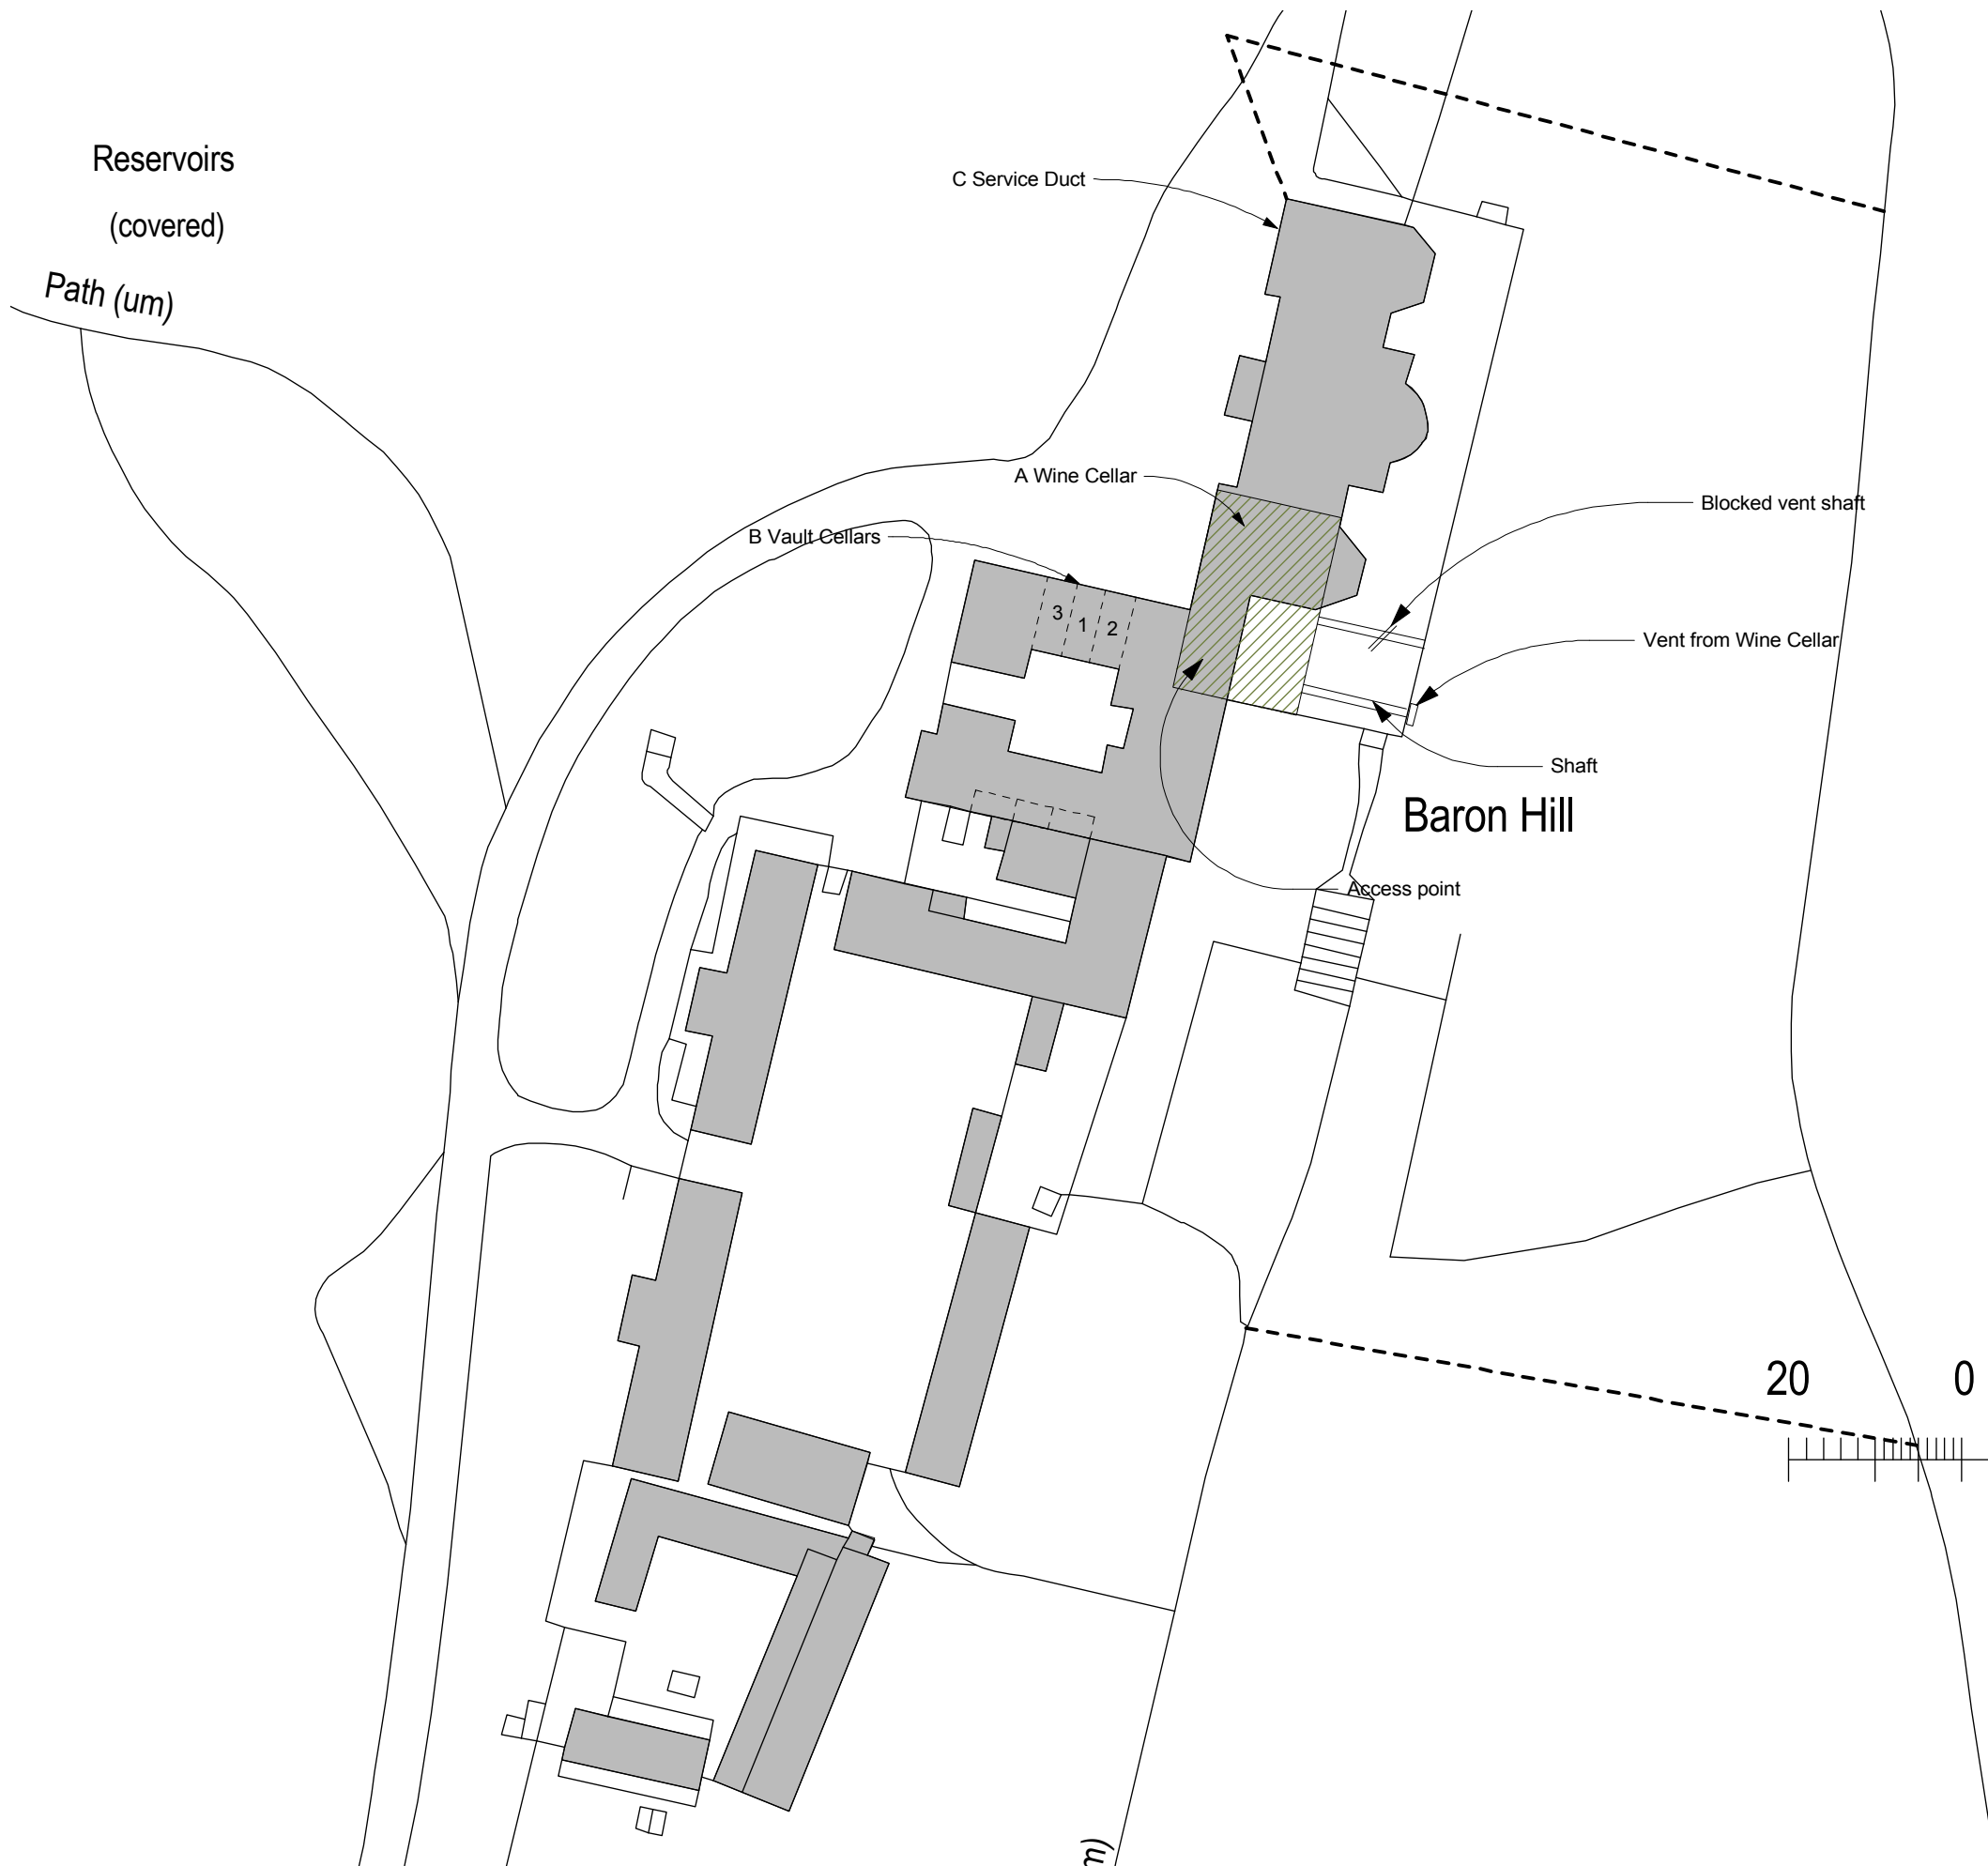 Reservoirs
(covered)
Path (um)
C Service Duct
A Wine Cellar
Blocked vent shaft
B Vault Cellars
3
1
2
Vent from Wine Cellar
Shaft
Baron Hill
Access point
20
0
m)